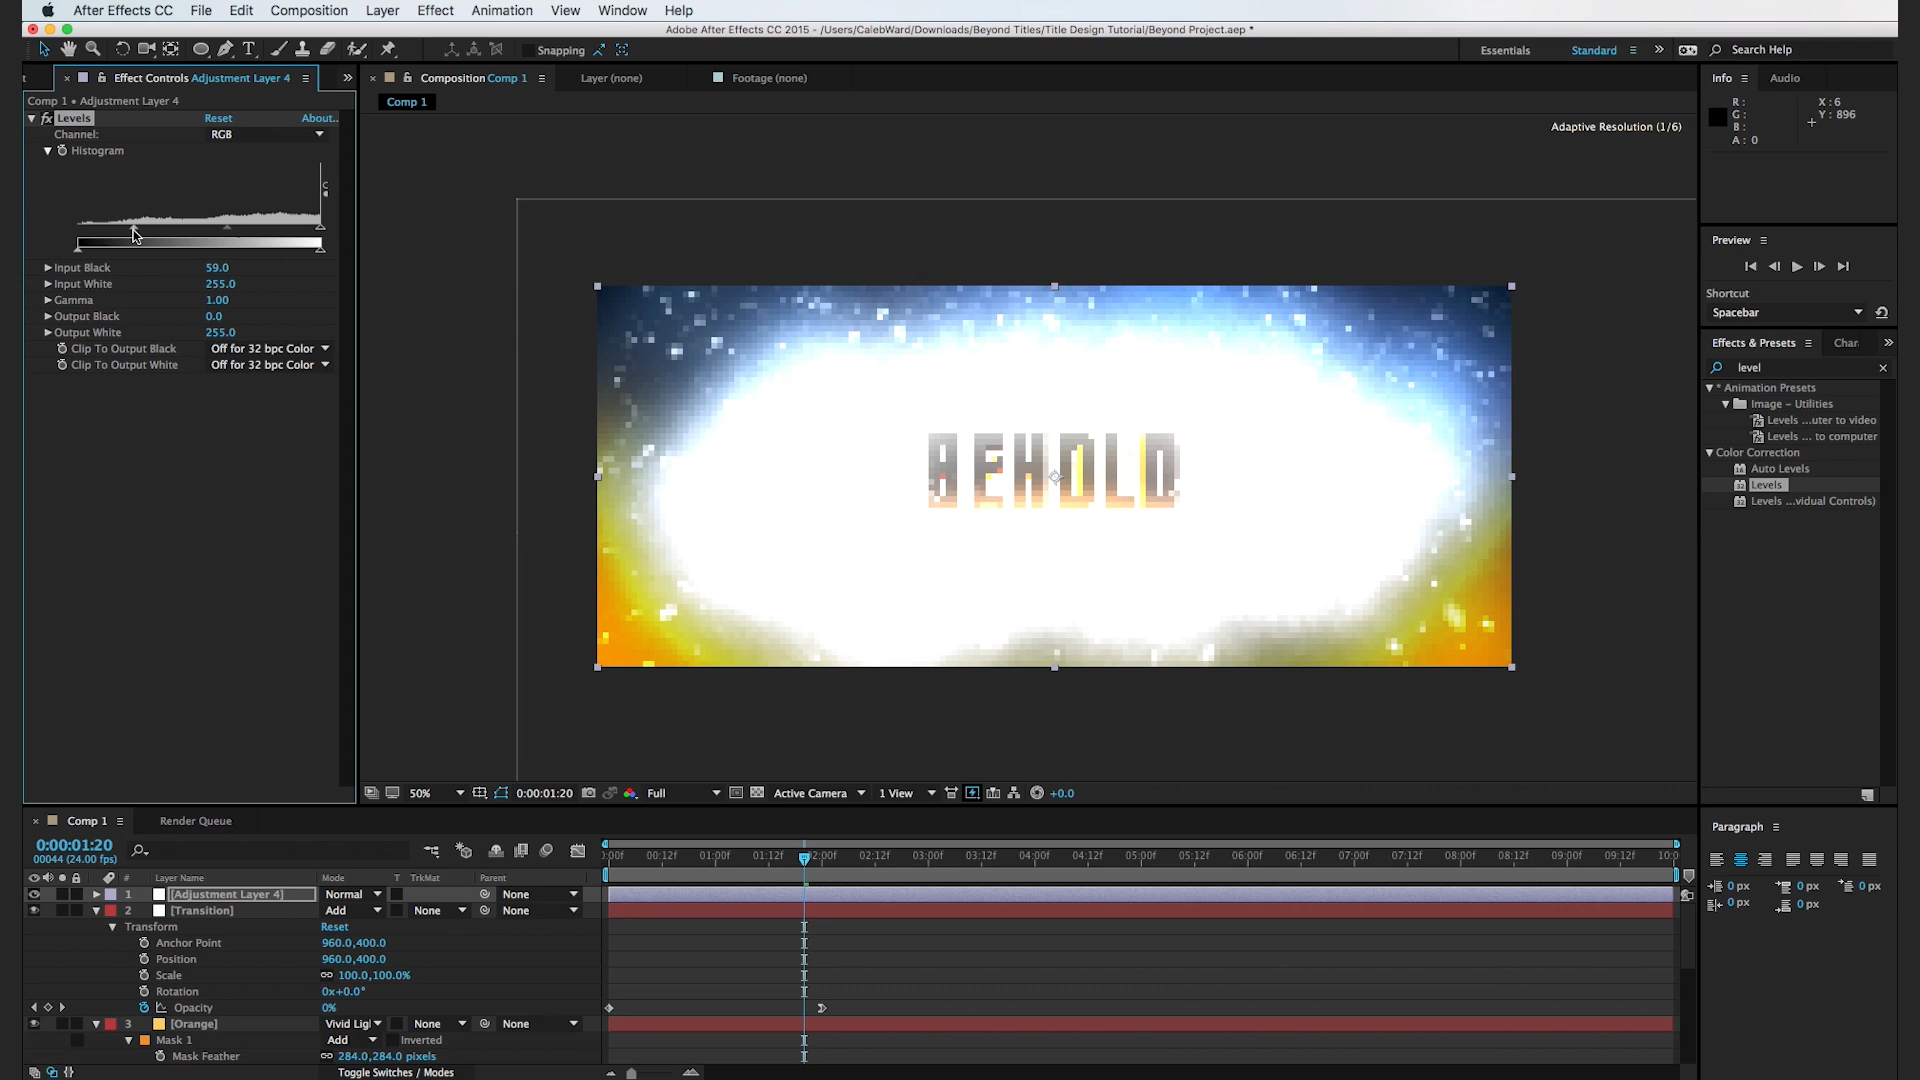 After Effects CC File Edit Composition Layer Effect Animation View Window Help
Adobe After Effects CC 2015 - /Users/CalebWard/Downloads/Beyond Titles/Title Design Tutorial/Beyond Project.aep *
Snapping Essentials Standard Search Help
Effect Controls Adjustment Layer 4 Composition Comp 1 Layer (none) Footage (none) Info Audio
Comp 1 • Adjustment Layer 4
Comp 1
R: X: 6
G: Y: 896
B:
A: 0
fx Levels Reset About..
Channel: RGB
Adaptive Resolution (1/6)
Histogram
Input Black 59.0
Input White 255.0
Gamma 1.00
Output Black 0.0
Output White 255.0
Clip To Output Black Off for 32 bpc Color
Clip To Output White Off for 32 bpc Color
BEHOLD
Preview
Shortcut
Spacebar
Effects & Presets Char
level
* Animation Presets
Image – Utilities
Levels ...uter to video
Levels ... to computer
Color Correction
Auto Levels
Levels
Levels ...vidual Controls)
50% 0:00:01:20 Full Active Camera 1 View +0.0
Comp 1 Render Queue
0:00:01:20
00044 (24.00 fps)
):00f 00:12f 01:00f 01:12f 02:00f 02:12f 03:00f 03:12f 04:00f 04:12f 05:00f 05:12f 06:00f 06:12f 07:00f 07:12f 08:00f 08:12f 09:00f 09:12f 10:0
# Layer Name Mode T TrkMat Parent
1 [Adjustment Layer 4] Normal None
2 [Transition] Add None None
Transform Reset
Anchor Point 960.0,400.0
Position 960.0,400.0
Scale 100.0,100.0%
Rotation 0x+0.0°
Opacity 0%
3 [Orange] Vivid Ligl None None
Mask 1 Add Inverted
Mask Feather 284.0,284.0 pixels
Toggle Switches / Modes
Paragraph
0 px 0 px 0 px
0 px 0 px